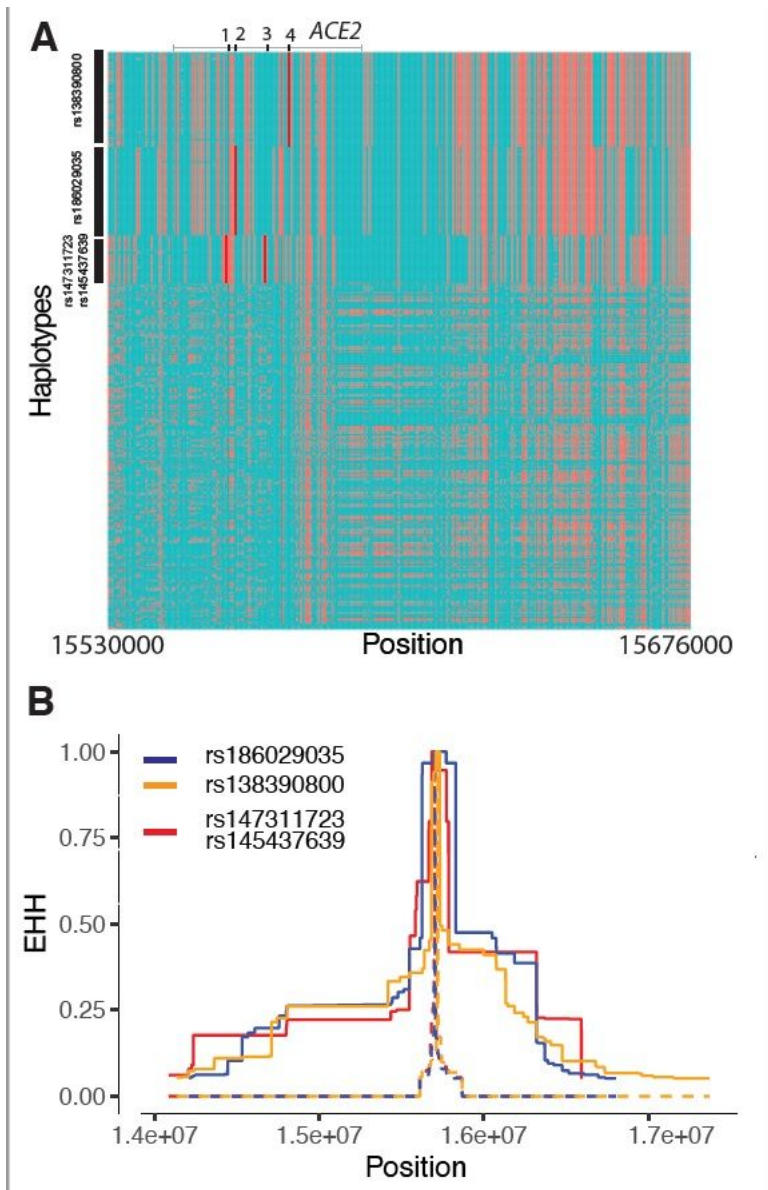 A
1 2 3 4 ACE2
rs138390800
rs186029035
rs147311723
rs145437639
Haplotypes
15530000 Position 15676000
B
rs186029035
rs138390800
rs147311723
rs145437639
1.00
0.75
0.50
0.25
0.00
EHH
1.4e+07 1.5e+07 1.6e+07 1.7e+07
Position